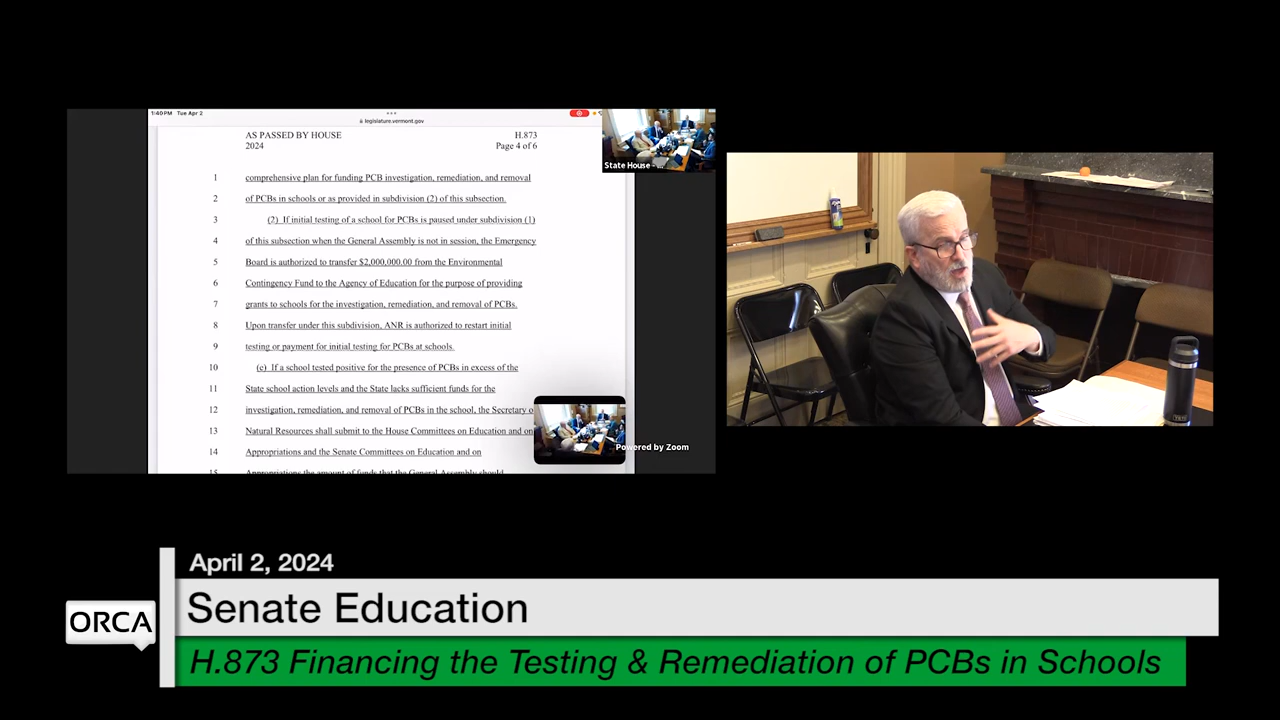 1:40 PM Tue Apr 2
legislature.vermont.gov
AS PASSED BY HOUSE H.873
2024 Page 4 of 6
State House - ...
1 comprehensive plan for funding PCB investigation, remediation, and removal
2 of PCBs in schools or as provided in subdivision (2) of this subsection.
3 (2) If initial testing of a school for PCBs is paused under subdivision (1)
4 of this subsection when the General Assembly is not in session, the Emergency
5 Board is authorized to transfer $2,000,000.00 from the Environmental
6 Contingency Fund to the Agency of Education for the purpose of providing
7 grants to schools for the investigation, remediation, and removal of PCBs.
8 Upon transfer under this subdivision, ANR is authorized to restart initial
9 testing or payment for initial testing for PCBs at schools.
10 (c) If a school tested positive for the presence of PCBs in excess of the
11 State school action levels and the State lacks sufficient funds for the
12 investigation, remediation, and removal of PCBs in the school, the Secretary o
13 Natural Resources shall submit to the House Committees on Education and on
14 Appropriations and the Senate Committees on Education and on
15 Appropriations the amount of funds that the General Assembly should
Powered by Zoom
YETI
April 2, 2024
Senate Education
ORCA
H.873 Financing the Testing & Remediation of PCBs in Schools